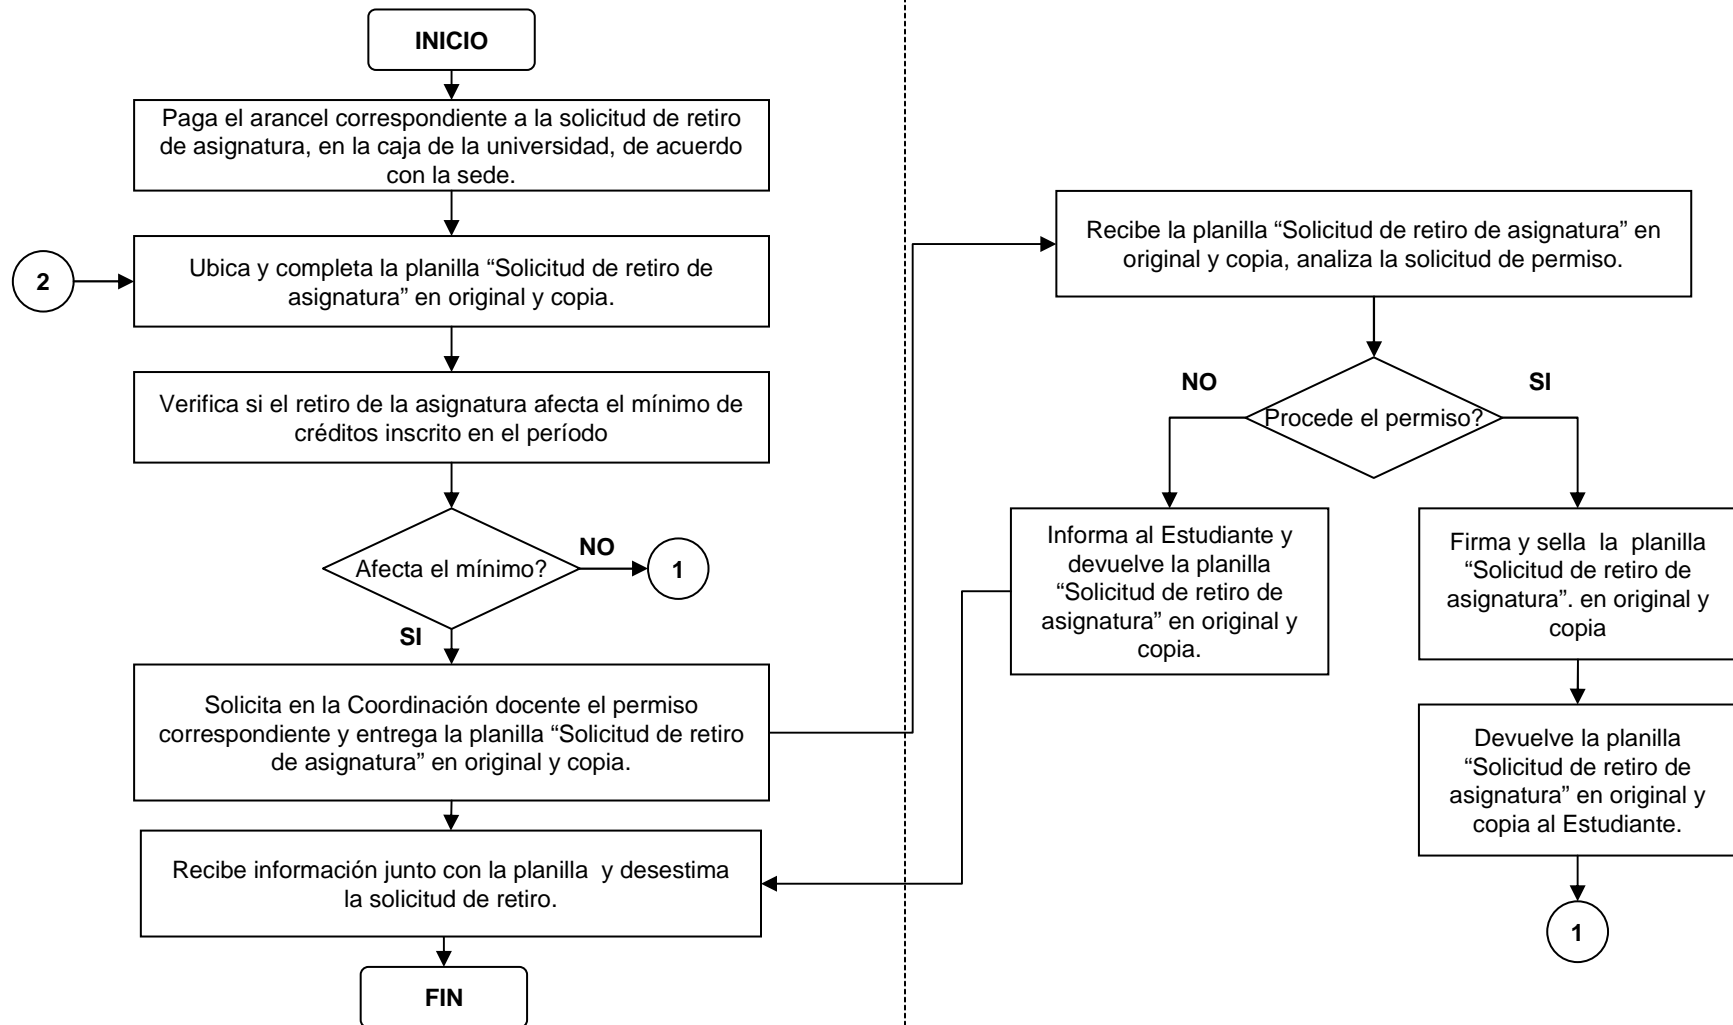 INICIO
Paga el arancel correspondiente a la solicitud de retiro
de asignatura, en la caja de la universidad, de acuerdo
con la sede.
2
Ubica y completa la planilla “Solicitud de retiro de
asignatura” en original y copia.
Verifica si el retiro de la asignatura afecta el mínimo de
créditos inscrito en el período
Afecta el mínimo?
NO
1
SI
Solicita en la Coordinación docente el permiso
correspondiente y entrega la planilla “Solicitud de retiro
de asignatura” en original y copia.
Recibe información junto con la planilla  y desestima
la solicitud de retiro.
FIN
Recibe la planilla “Solicitud de retiro de asignatura” en
original y copia, analiza la solicitud de permiso.
NO
SI
Procede el permiso?
Informa al Estudiante y
devuelve la planilla
“Solicitud de retiro de
asignatura” en original y
copia.
Firma y sella  la  planilla
“Solicitud de retiro de
asignatura”. en original y
copia
Devuelve la planilla
“Solicitud de retiro de
asignatura” en original y
copia al Estudiante.
1